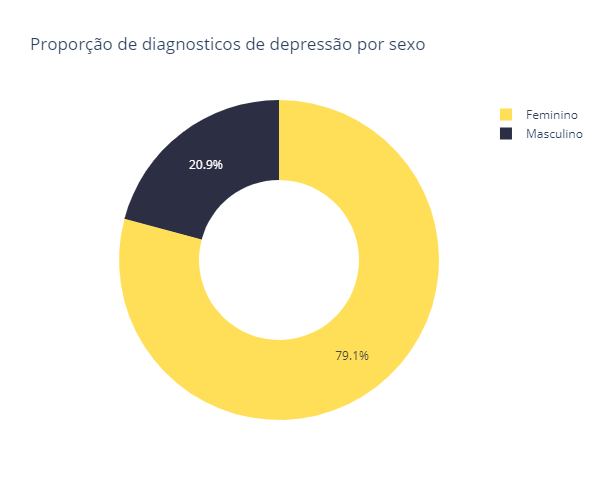 Proporção de diagnosticos de depressão por sexo
Feminino
Masculino
20.9%
79.1%